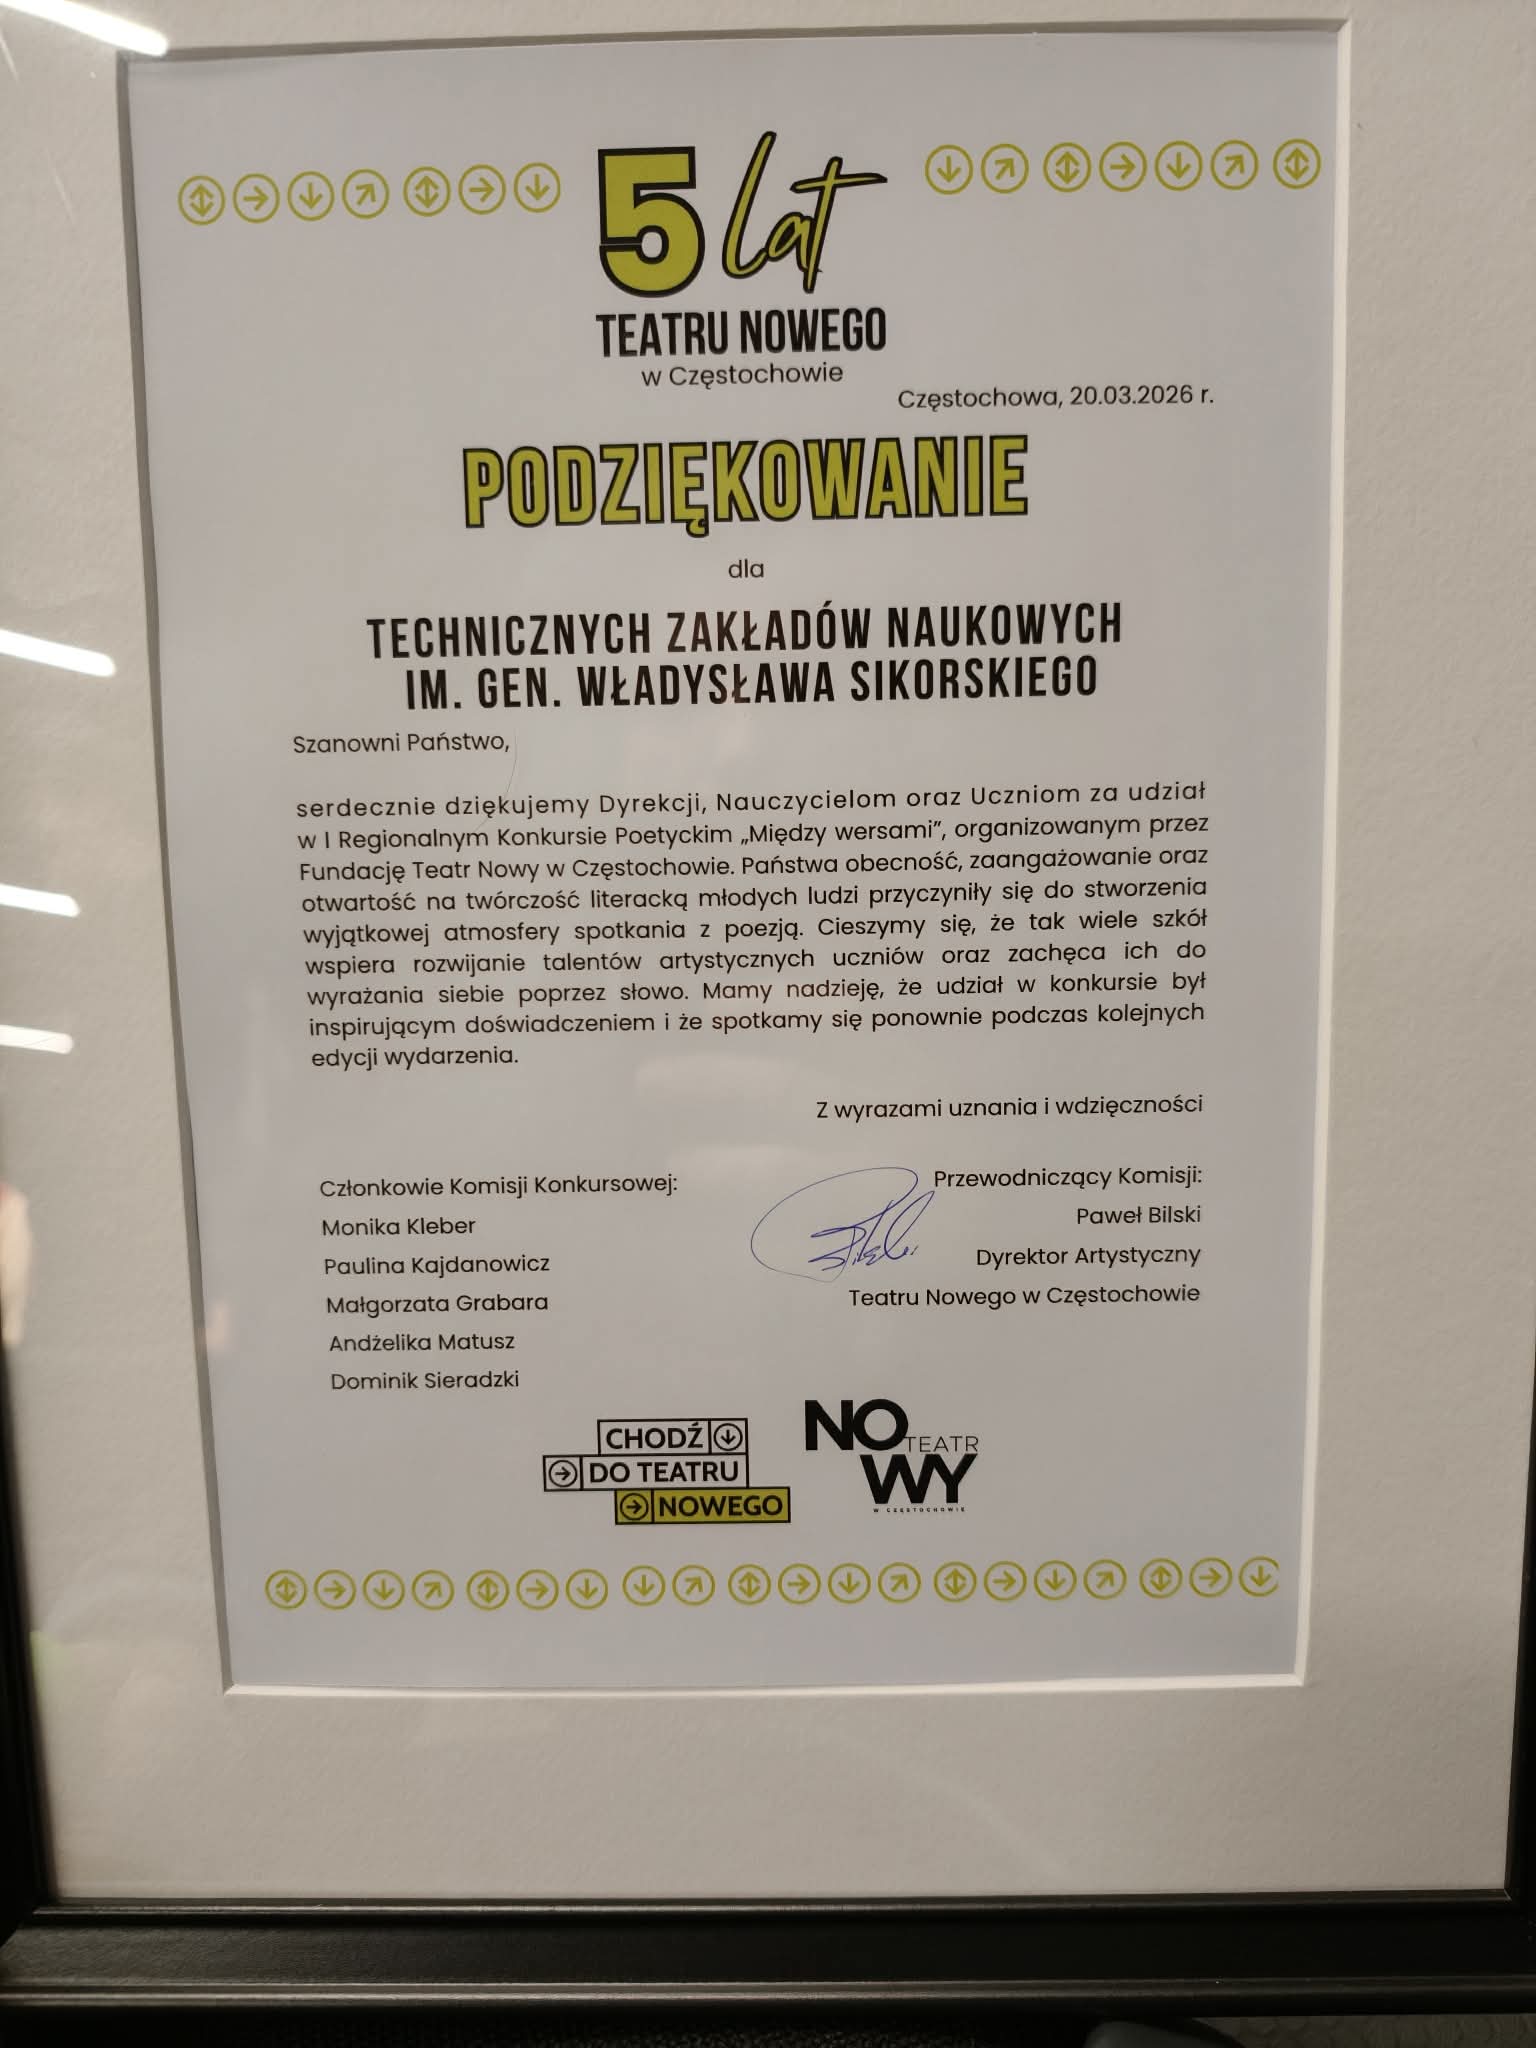 5 lat
TEATRU NOWEGO
w Częstochowie
Częstochowa, 20.03.2026 r.
PODZIĘKOWANIE
dla
TECHNICZNYCH ZAKŁADÓW NAUKOWYCH
IM. GEN. WŁADYSŁAWA SIKORSKIEGO
Szanowni Państwo,
serdecznie dziękujemy Dyrekcji, Nauczycielom oraz Uczniom za udział
w I Regionalnym Konkursie Poetyckim „Między wersami”, organizowanym przez
Fundację Teatr Nowy w Częstochowie. Państwa obecność, zaangażowanie oraz
otwartość na twórczość literacką młodych ludzi przyczyniły się do stworzenia
wyjątkowej atmosfery spotkania z poezją. Cieszymy się, że tak wiele szkół
wspiera rozwijanie talentów artystycznych uczniów oraz zachęca ich do
wyrażania siebie poprzez słowo. Mamy nadzieję, że udział w konkursie był
inspirującym doświadczeniem i że spotkamy się ponownie podczas kolejnych
edycji wydarzenia.
Z wyrazami uznania i wdzięczności
Członkowie Komisji Konkursowej:
Monika Kleber
Paulina Kajdanowicz
Małgorzata Grabara
Andżelika Matusz
Dominik Sieradzki
Przewodniczący Komisji:
Paweł Bilski
Dyrektor Artystyczny
Teatru Nowego w Częstochowie
CHODŹ
DO TEATRU
NOWEGO
NO
TEATR
WY
W CZĘSTOCHOWIE